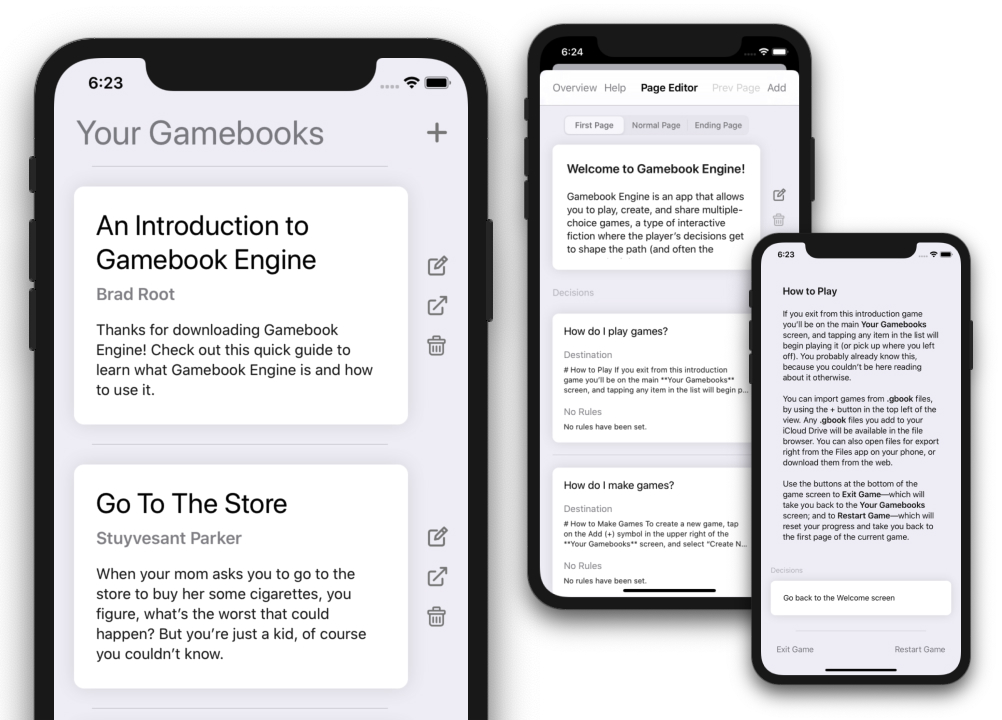 6:23
Your Gamebooks
+
An Introduction to
Gamebook Engine
Brad Root
Thanks for downloading Gamebook
Engine! Check out this quick guide to
learn what Gamebook Engine is and how
to use it.
Go To The Store
Stuyvesant Parker
When your mom asks you to go to the
store to buy her some cigarettes, you
figure, what's the worst that could
happen? But you're just a kid, of course
you couldn't know.
6:24
Overview Help Page Editor Prev Page Add
First Page Normal Page Ending Page
Welcome to Gamebook Engine!
Gamebook Engine is an app that allows
you to play, create, and share multiple-
choice games, a type of interactive
fiction where the player's decisions get
to shape the path (and often the
Decisions
How do I play games?
Destination
# How to Play If you exit from this introduction
game you'll be on the main **Your Gamebooks**
screen, and tapping any item in the list will begin p...
No Rules
No rules have been set.
How do I make games?
Destination
# How to Make Games To create a new game, tap
on the Add (+) symbol in the upper right of the
**Your Gamebooks** screen, and select "Create N...
No Rules
No rules have been set.
6:23
How to Play
If you exit from this introduction game
you'll be on the main Your Gamebooks
screen, and tapping any item in the list will
begin playing it (or pick up where you left
off). You probably already know this,
because you couldn't be here reading
about it otherwise.
You can import games from .gbook files,
by using the + button in the top left of the
view. Any .gbook files you add to your
iCloud Drive will be available in the file
browser. You can also open files for export
right from the Files app on your phone, or
download them from the web.
Use the buttons at the bottom of the
game screen to Exit Game—which will
take you back to the Your Gamebooks
screen; and to Restart Game—which will
reset your progress and take you back to
the first page of the current game.
Decisions
Go back to the Welcome screen
Exit Game Restart Game